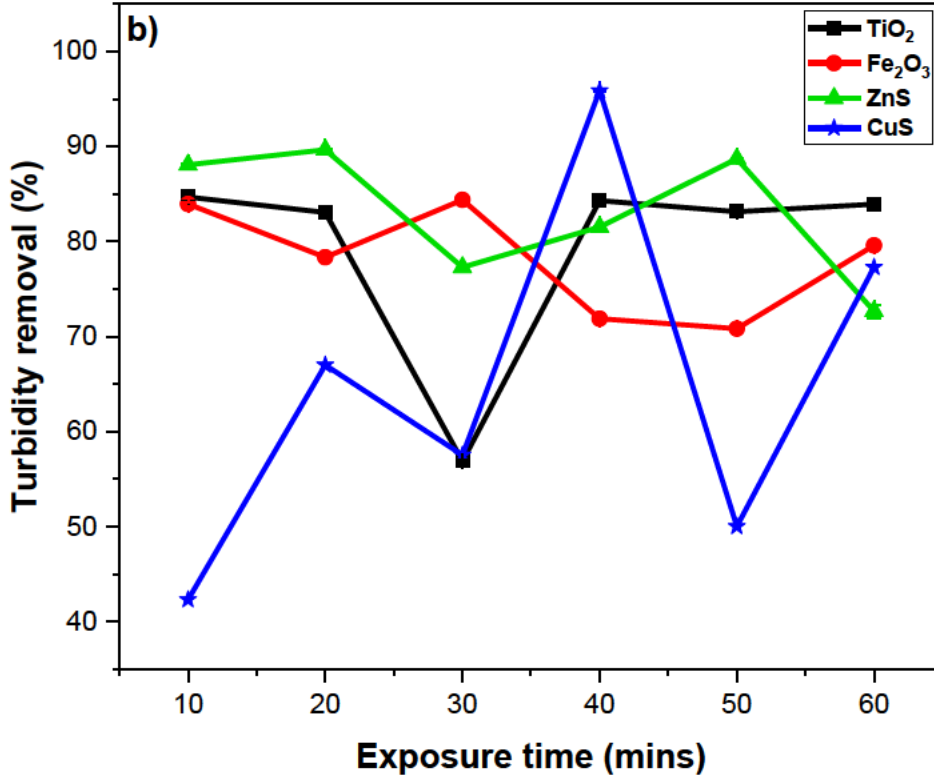 b)
TiO₂
Fe₂O₃
ZnS
CuS
Turbidity removal (%)
100
90
80
70
60
50
40
10 20 30 40 50 60
Exposure time (mins)